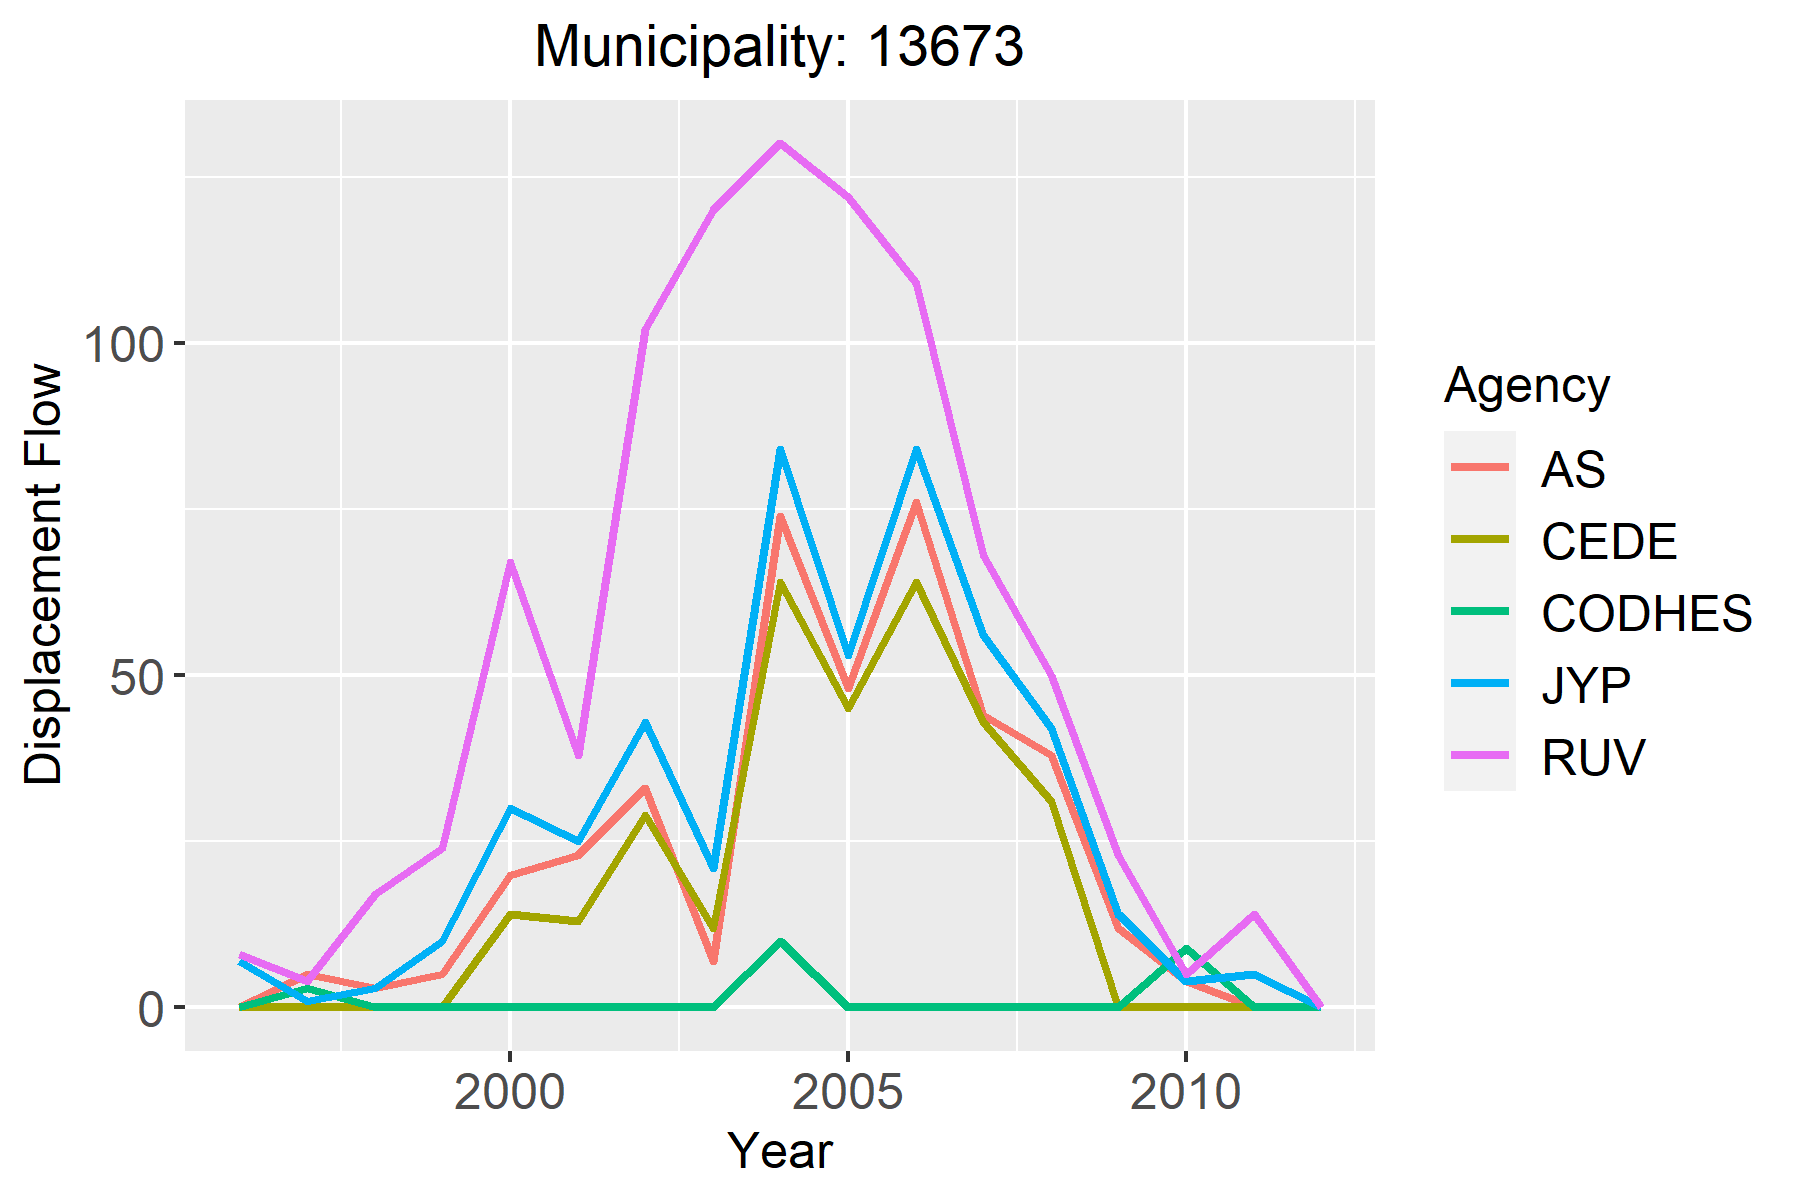 Municipality: 13673
Displacement Flow
100
50
0
2000 2005 2010
Year
Agency
AS
CEDE
CODHES
JYP
RUV